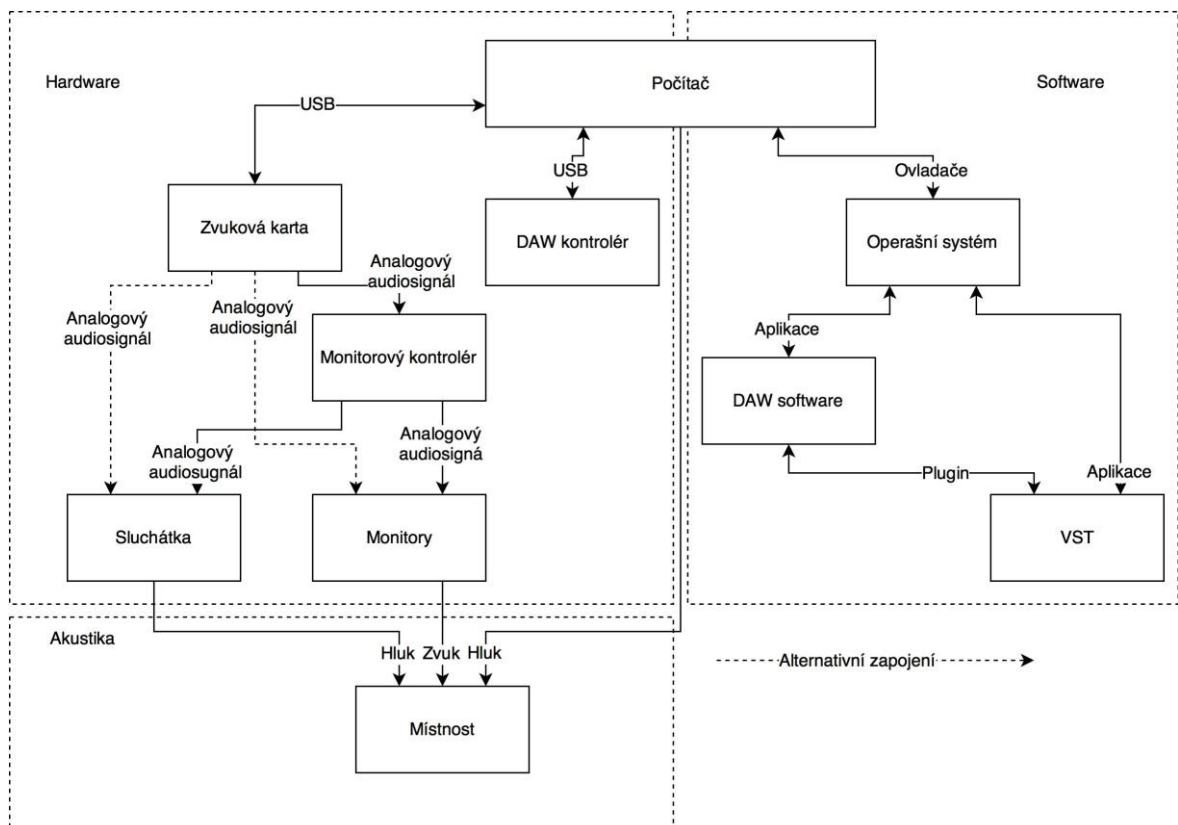 Hardware
Počítač
Software
USB
USB
Ovladače
Zvuková karta
DAW kontrolér
Operašní systém
Analogový
audiosignál
Analogový
audiosignál
Analogový
audiosignál
Monitorový kontrolér
Aplikace
DAW software
Analogový
audiosugnál
Analogový
audiosigná
Plugin
Aplikace
Sluchátka
Monitory
VST
Akustika
Hluk
Zvuk
Hluk
Alternativní zapojení
Místnost